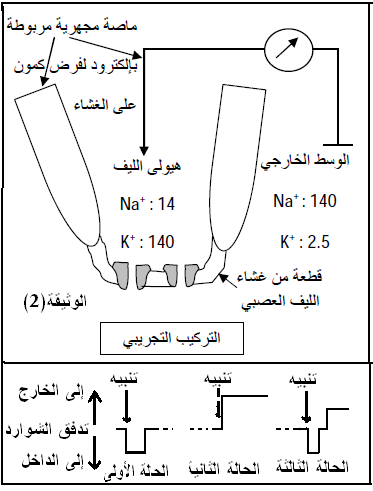 ماصة مجهرية مربوطة
بإلكترود لفرض كمون
على الغشاء
هيولى الليف
Na⁺ : 14
K⁺ : 140
الوسط الخارجي
Na⁺ : 140
K⁺ : 2.5
قطعة من غشاء
الليف العصبي
الوثيقة(2)
التركيب التجريبي
تنبيه
تنبيه
تنبيه
إلى الخارج
تدفق الشوارد
إلى الداخل
الحالة الثالثة
الحالة الثانية
الحلة الأولى